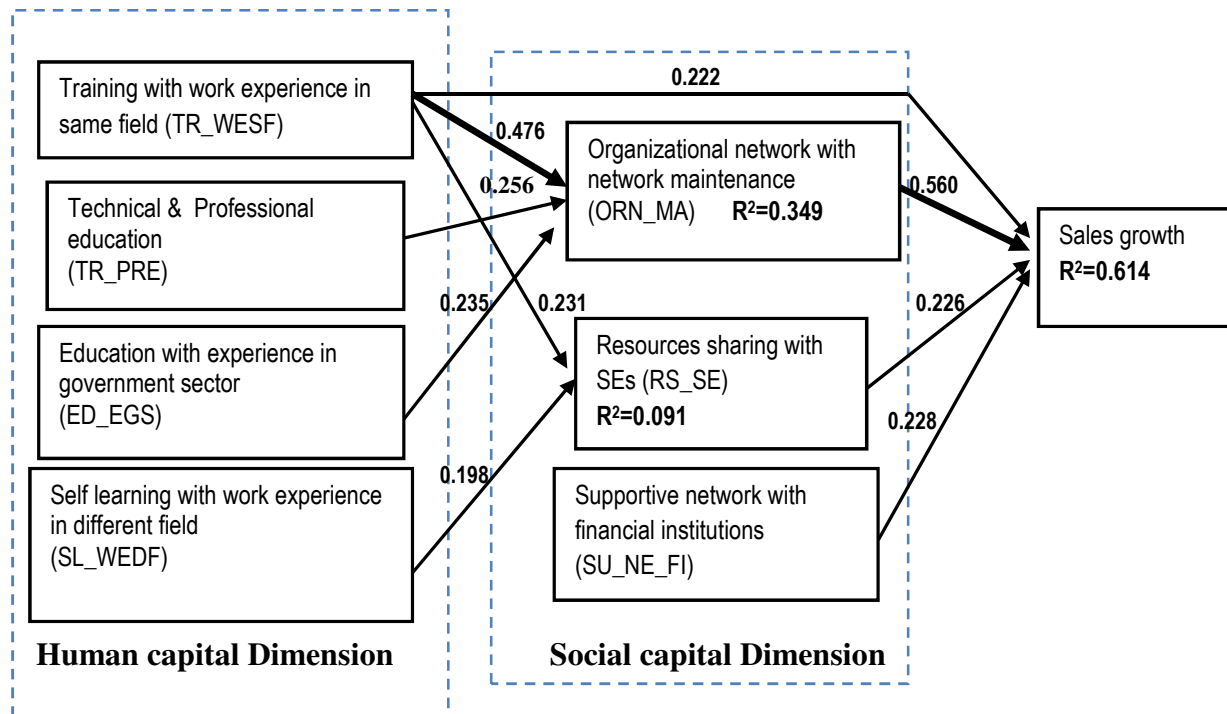 Training with work experience in
same field (TR_WESF)
Technical & Professional
education
(TR_PRE)
Education with experience in
government sector
(ED_EGS)
Self learning with work experience
in different field
(SL_WEDF)
Human capital Dimension
0.222
0.476
0.256
0.235
0.231
0.198
Organizational network with
network maintenance
(ORN_MA) R²=0.349
Resources sharing with
SEs (RS_SE)
R²=0.091
Supportive network with
financial institutions
(SU_NE_FI)
Social capital Dimension
0.560
0.226
0.228
Sales growth
R²=0.614